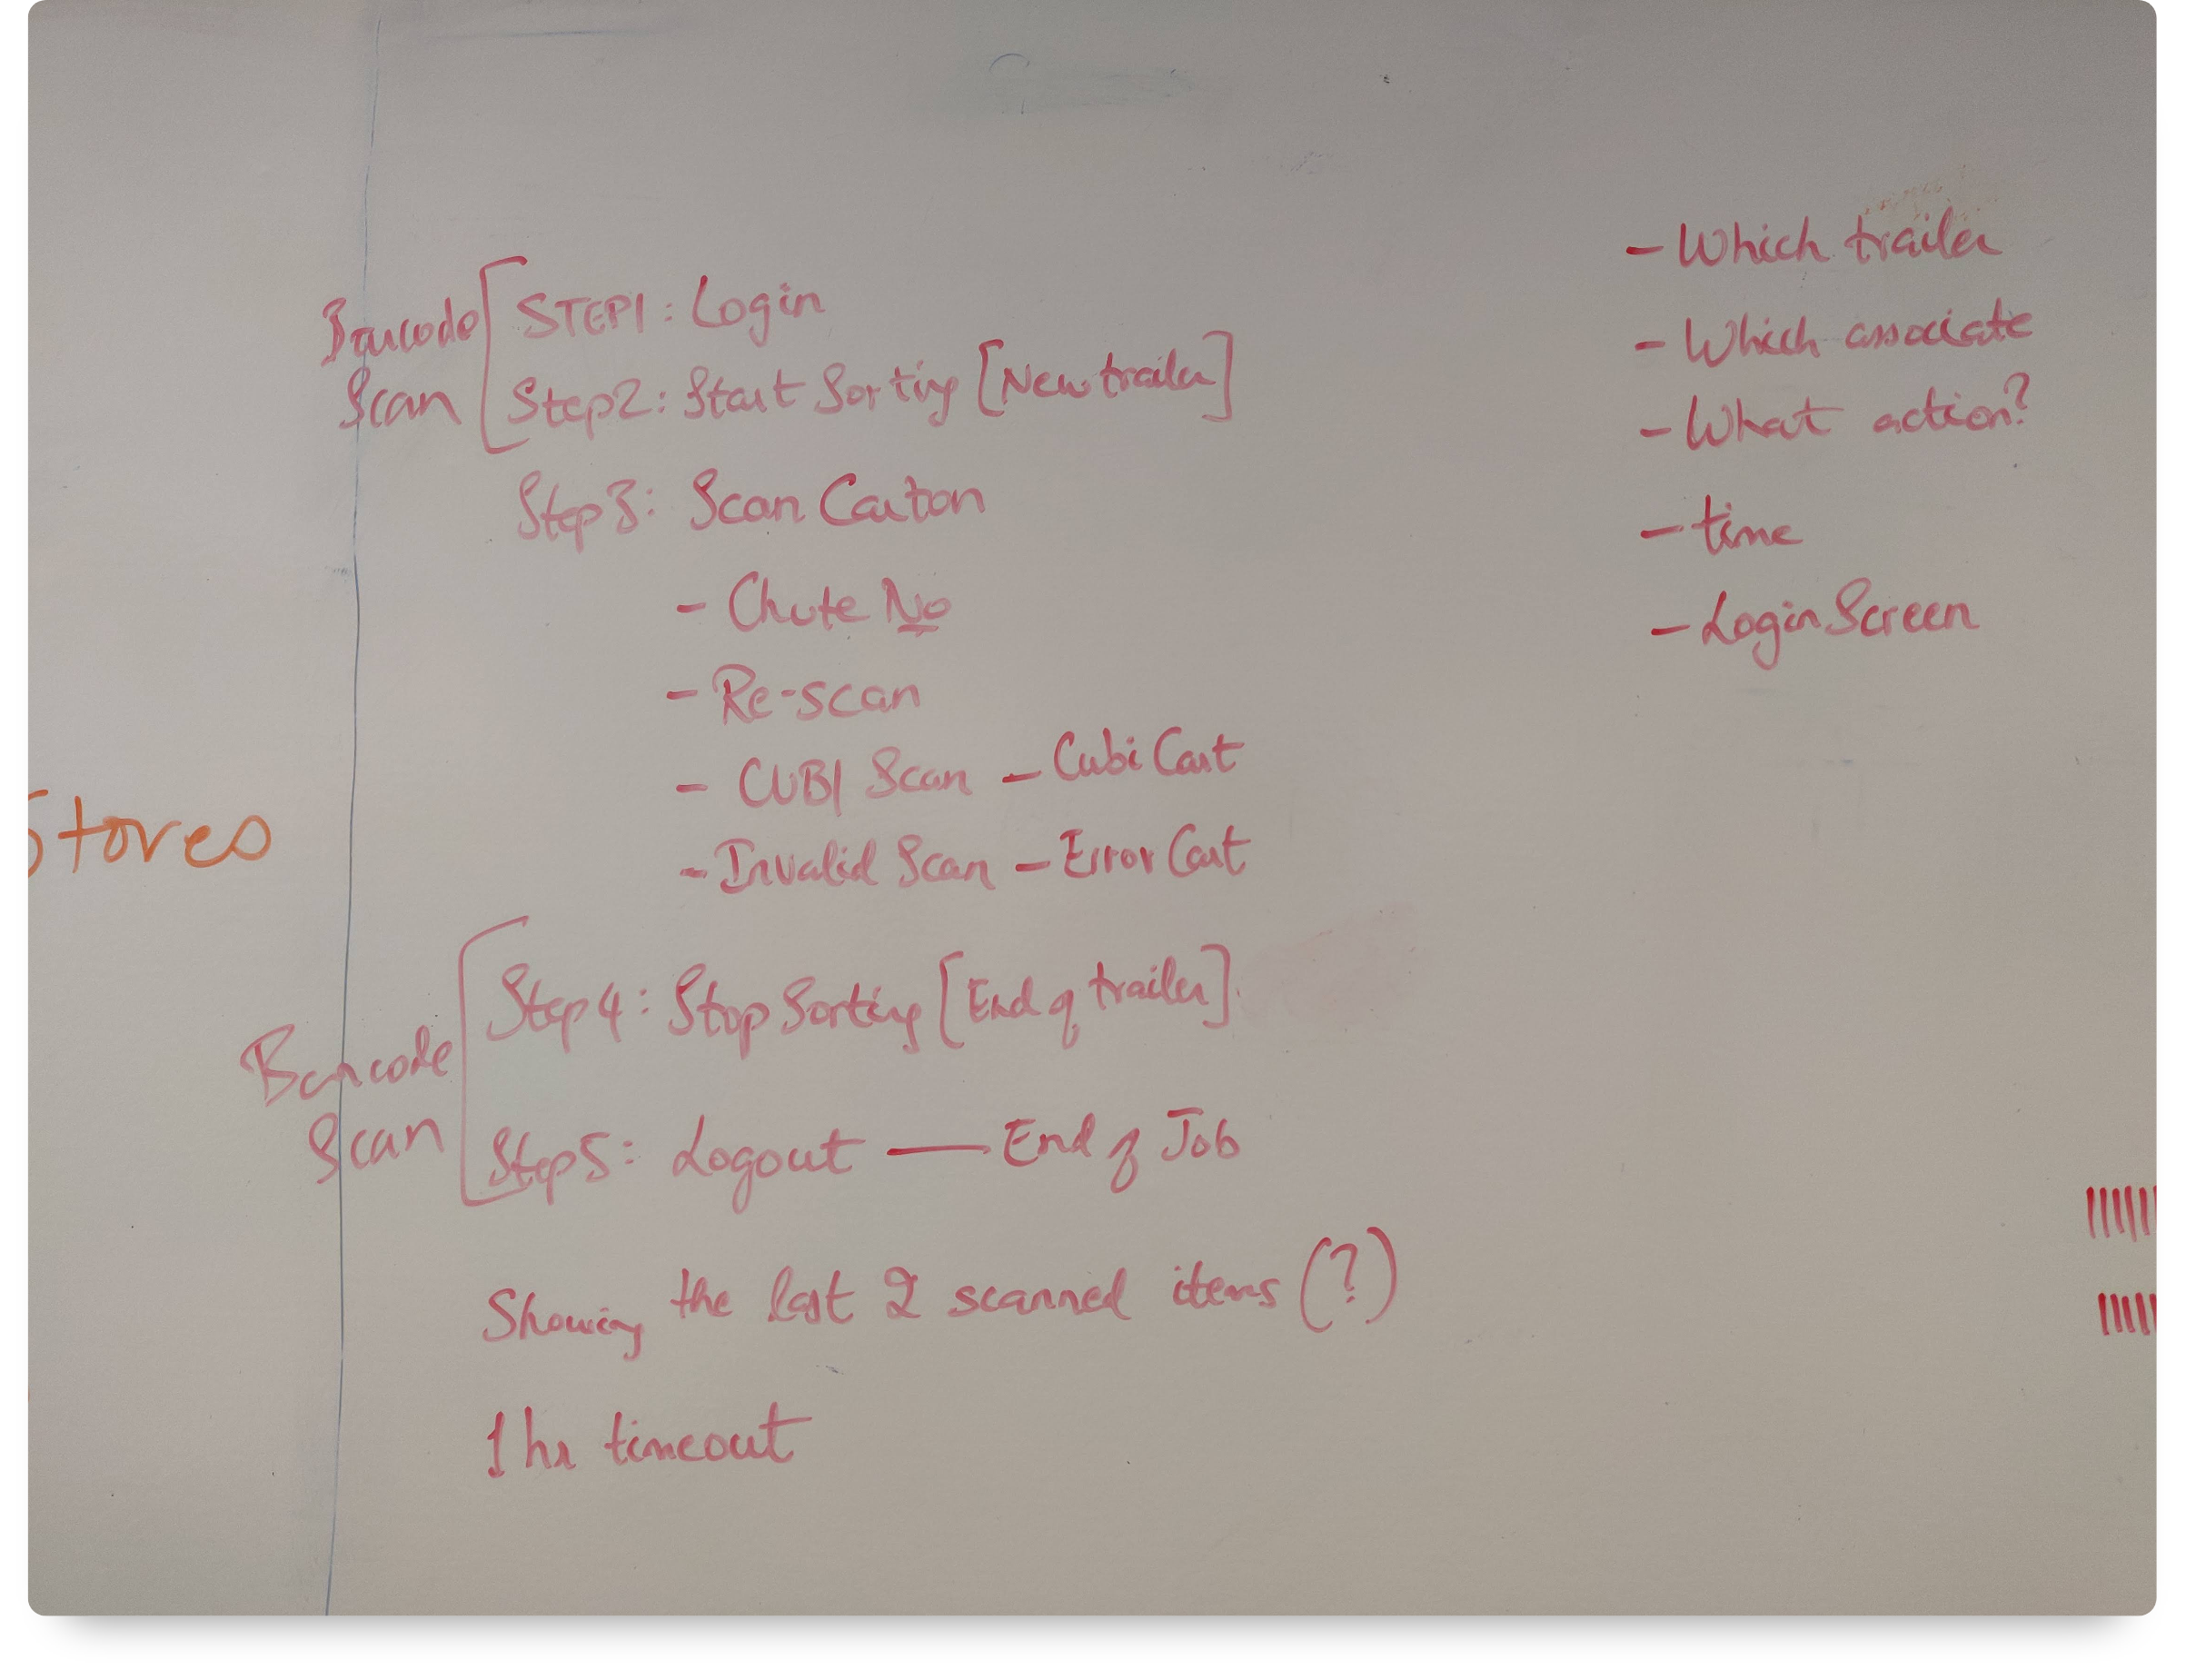 Barcode
Scan
STEP1: Login
Step2: Start Sorting [New trailer]
Step3: Scan Carton
- Chute No
- Re-scan
- CUBI Scan - Cubi Cart
- Invalid Scan - Error Cart
Barcode
Scan
Step4: Stop Sorting [End of trailer]
Step5: Logout — End of Job
Showing the last 2 scanned items (?)
1 hr timeout
- Which trailer
- Which associate
- What action?
- time
- Login Screen
Stores